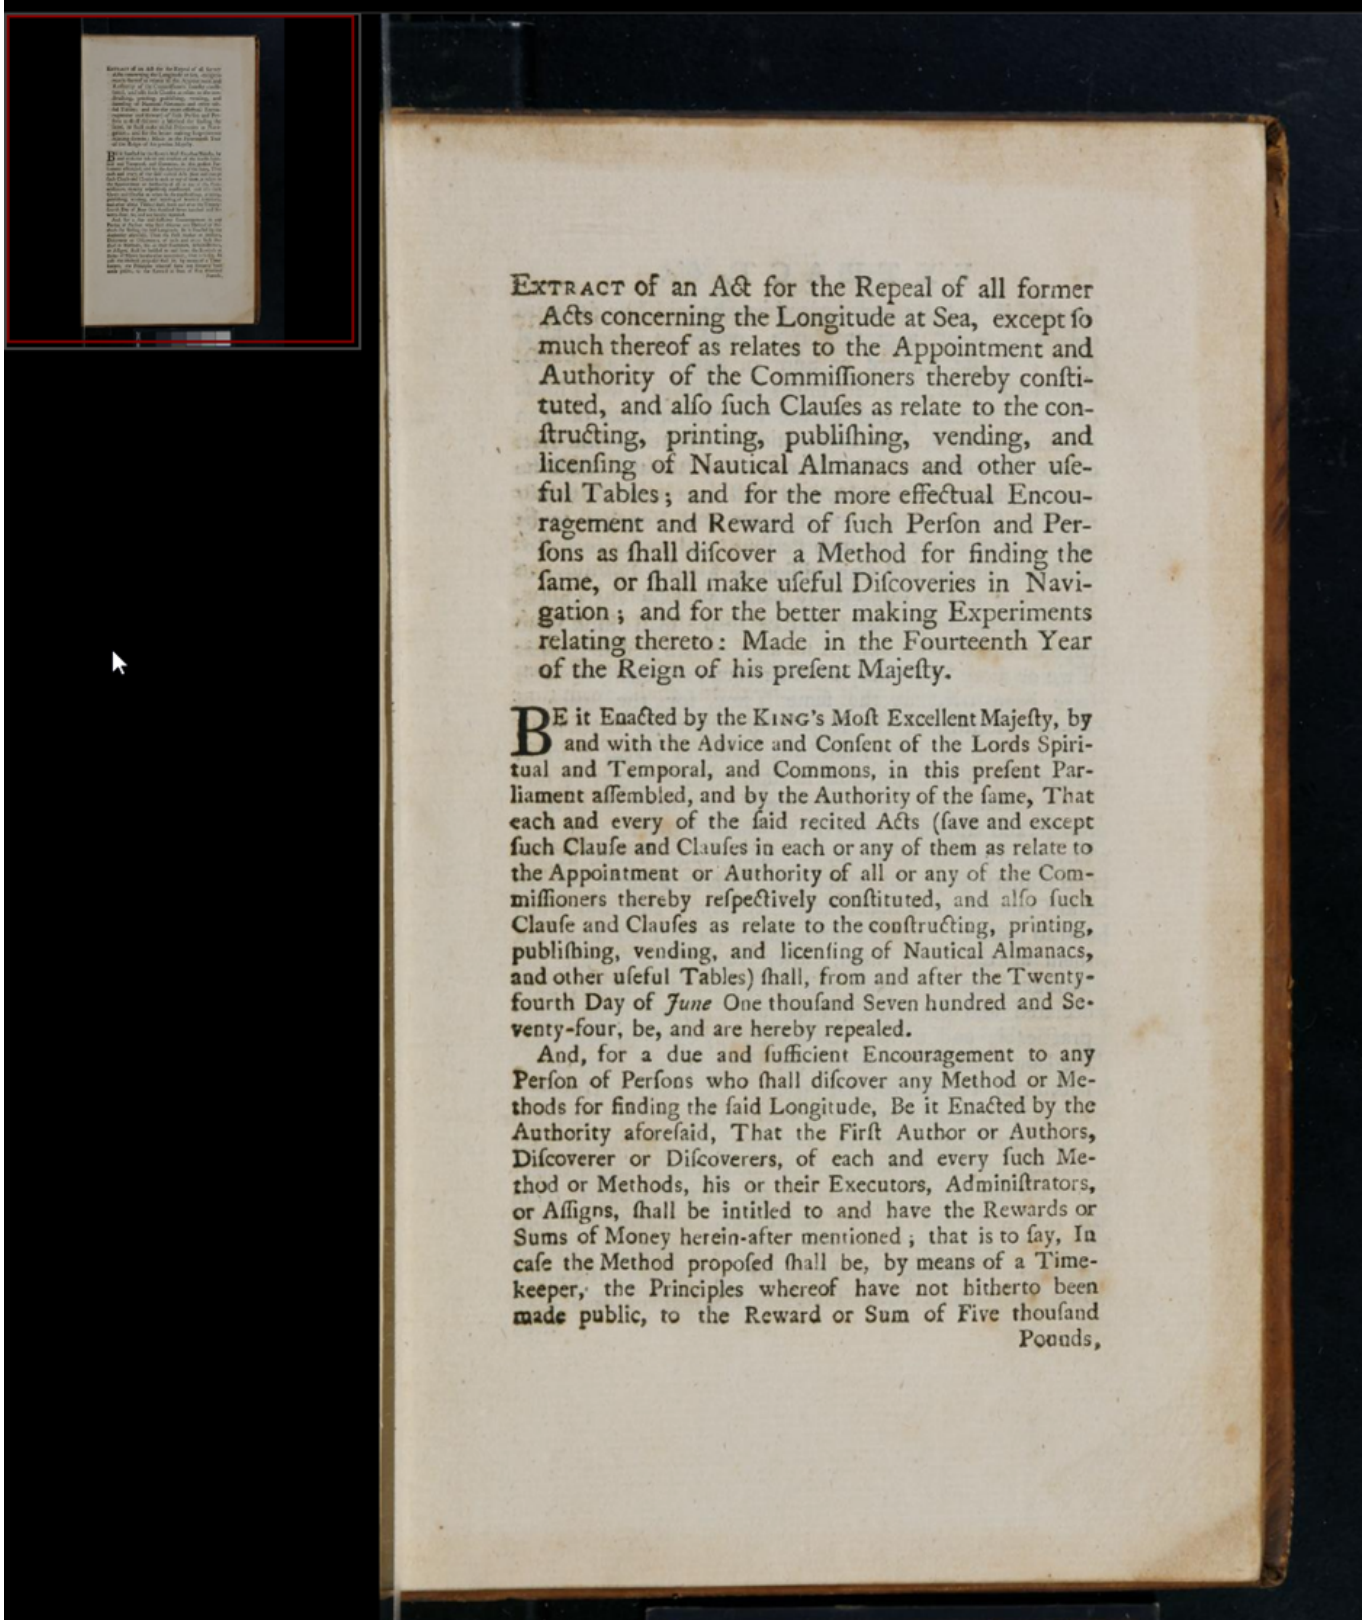 EXTRACT of an Act for the Repeal of all former
Acts concerning the Longitude at Sea, except ſo
much thereof as relates to the Appointment and
Authority of the Commiſſioners thereby conſti-
tuted, and alſo ſuch Clauſes as relate to the con-
ſtructing, printing, publiſhing, vending, and
licenſing of Nautical Almanacs and other uſe-
ful Tables; and for the more effectual Encou-
ragement and Reward of ſuch Perſon and Per-
ſons as ſhall diſcover a Method for finding the
ſame, or ſhall make uſeful Diſcoveries in Navi-
gation; and for the better making Experiments
relating thereto: Made in the Fourteenth Year
of the Reign of his preſent Majeſty.
BE it Enacted by the KING's Moſt Excellent Majeſty, by
and with the Advice and Conſent of the Lords Spiri-
tual and Temporal, and Commons, in this preſent Par-
liament aſſembled, and by the Authority of the ſame, That
each and every of the ſaid recited Acts (ſave and except
ſuch Clauſe and Clauſes in each or any of them as relate to
the Appointment or Authority of all or any of the Com-
miſſioners thereby reſpectively conſtituted, and alſo ſuch
Clauſe and Clauſes as relate to the conſtructing, printing,
publiſhing, vending, and licenſing of Nautical Almanacs,
and other uſeful Tables) ſhall, from and after the Twenty-
fourth Day of June One thouſand Seven hundred and Se-
venty-four, be, and are hereby repealed.
And, for a due and ſufficient Encouragement to any
Perſon of Perſons who ſhall diſcover any Method or Me-
thods for finding the ſaid Longitude, Be it Enacted by the
Authority aforeſaid, That the Firſt Author or Authors,
Diſcoverer or Diſcoverers, of each and every ſuch Me-
thod or Methods, his or their Executors, Adminiſtrators,
or Aſſigns, ſhall be intitled to and have the Rewards or
Sums of Money herein-after mentioned; that is to ſay, In
caſe the Method propoſed ſhall be, by means of a Time-
keeper, the Principles whereof have not hitherto been
made public, to the Reward or Sum of Five thouſand
Pounds,